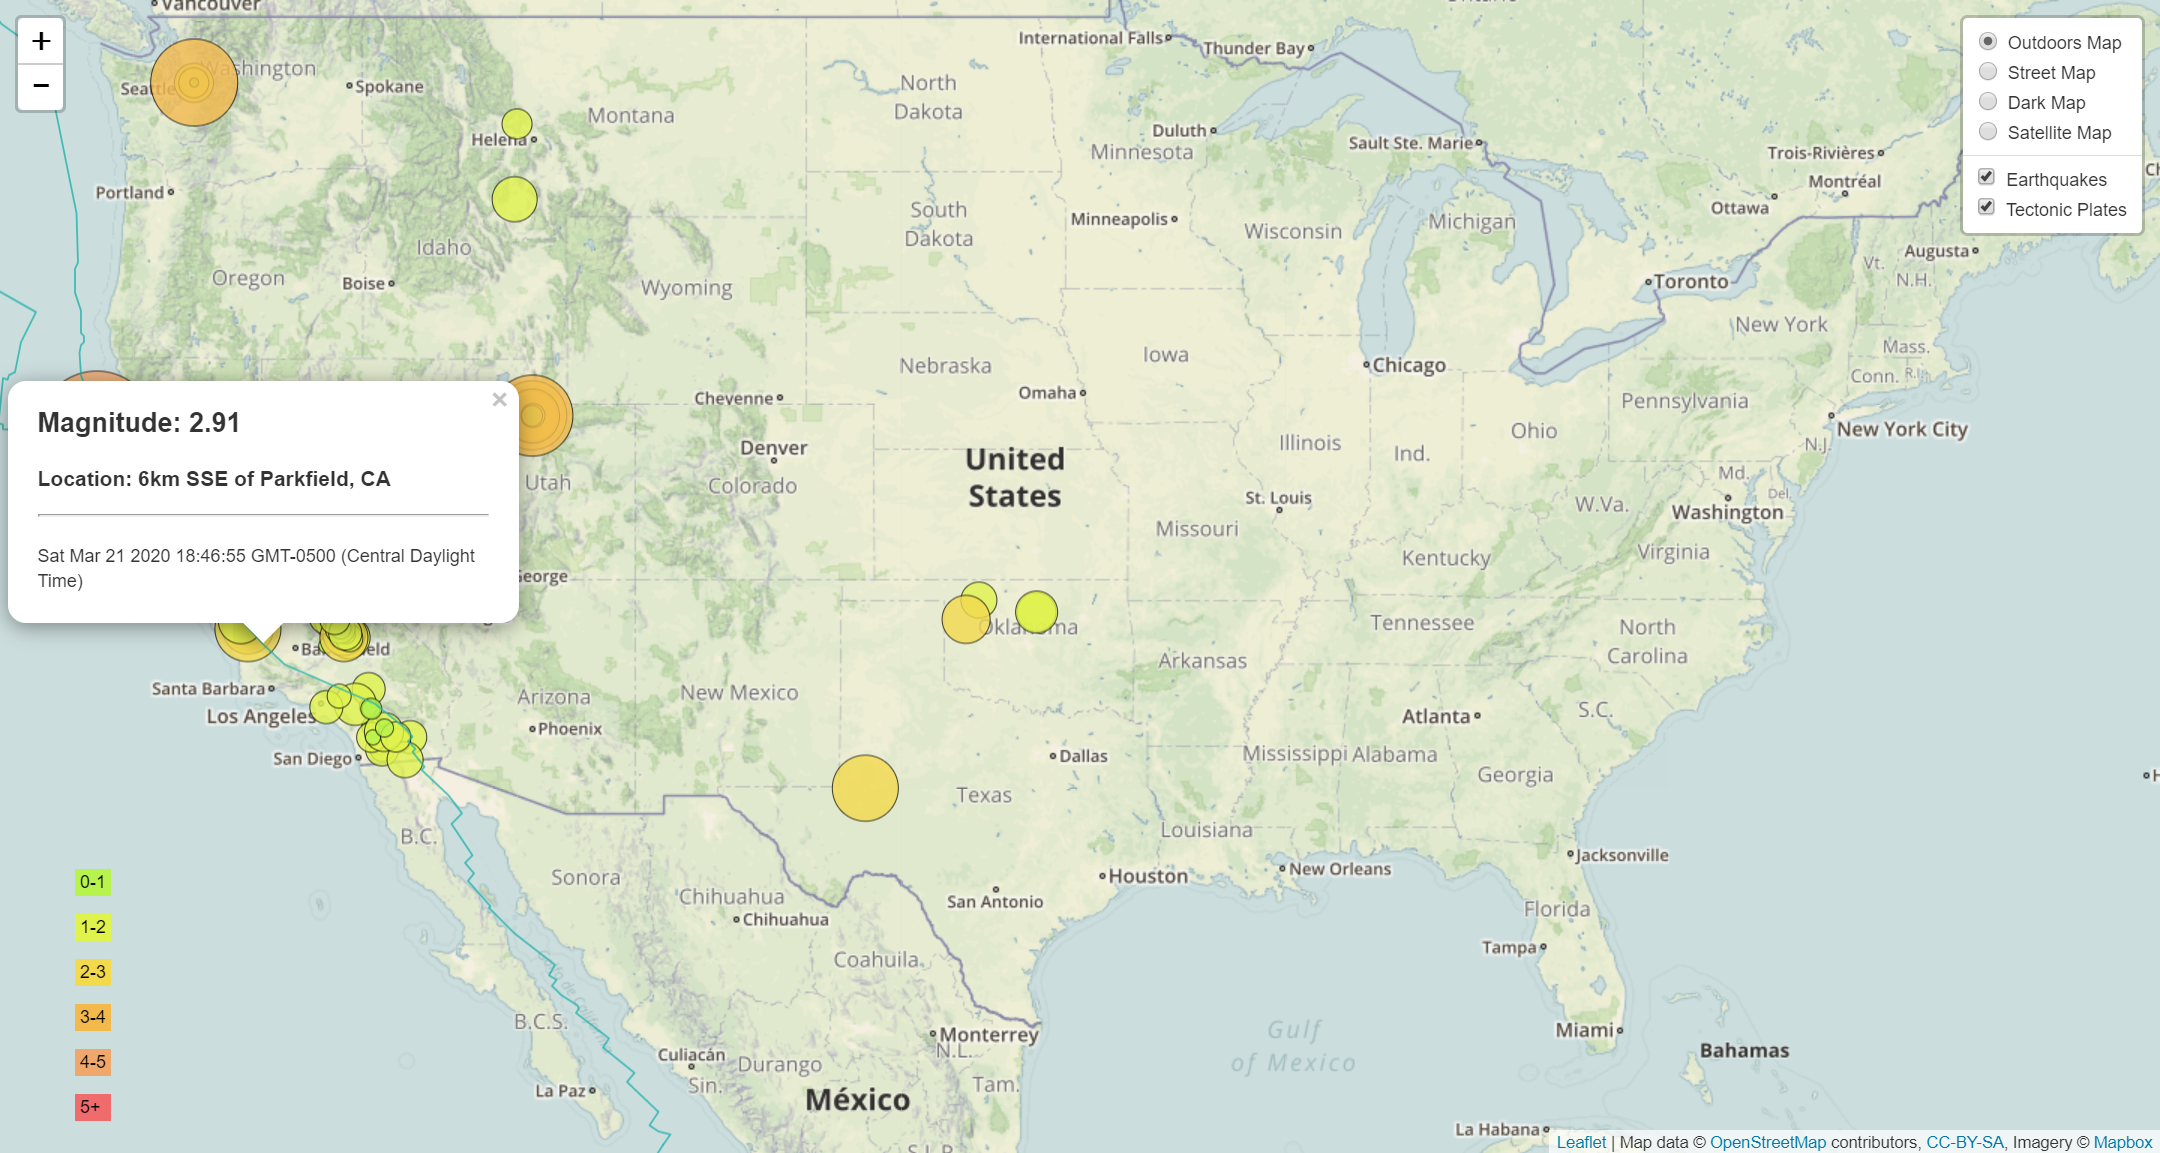 Vancouver
Ontario
+
−
International Falls
Thunder Bay
Outdoors Map
Street Map
Dark Map
Satellite Map
Earthquakes
Tectonic Plates
Seattle
Washington
Spokane
Montana
North
Dakota
Helena
Duluth
Minnesota
Sault Ste. Marie
Trois-Rivières
Montréal
Ottawa
Portland
South
Dakota
Minneapolis
Wisconsin
Michigan
Idaho
Oregon
Boise
Wyoming
Toronto
Augusta
Vt.
N.H.
New York
Mass.
Conn.
R.I.
Nebraska
Iowa
Chicago
Cheyenne
Omaha
Pennsylvania
New York City
N.J.
×
Magnitude: 2.91
Location: 6km SSE of Parkfield, CA
Sat Mar 21 2020 18:46:55 GMT-0500 (Central Daylight
Time)
Utah
Denver
Colorado
United
States
Illinois
Ind.
Ohio
Md.
Del.
St. Louis
W.Va.
Washington
Missouri
Kentucky
Virginia
George
Oklahoma
Tennessee
North
Carolina
Arkansas
Santa Barbara
Los Angeles
San Diego
Arizona
Phoenix
New Mexico
Dallas
Texas
Atlanta
S.C.
Mississippi
Alabama
Georgia
B.C.
Louisiana
Sonora
Chihuahua
Chihuahua
Houston
San Antonio
New Orleans
Jacksonville
Florida
Tampa
Coahuila
B.C.S.
Monterrey
N.L.
Gulf
of Mexico
Miami
Bahamas
Culiacán
Sin.
Durango
Tam.
La Paz
México
La Habana
S.L.P.
0-1
1-2
2-3
3-4
4-5
5+
Leaflet | Map data © OpenStreetMap contributors, CC-BY-SA, Imagery © Mapbox